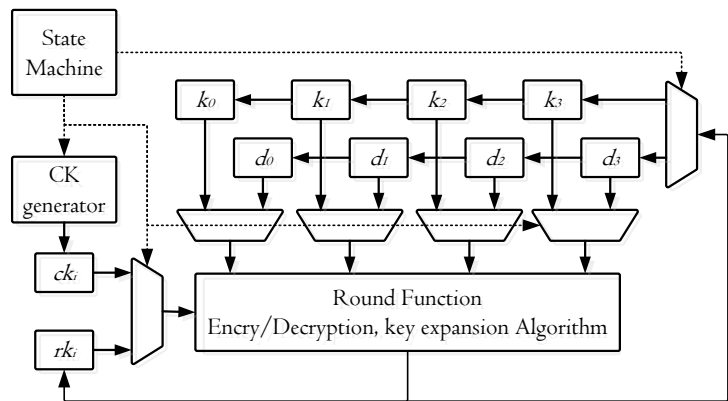 State
Machine
k0 k1 k2 k3
d0 d1 d2 d3
CK
generator
cki
rki
Round Function
Encry/Decryption, key expansion Algorithm